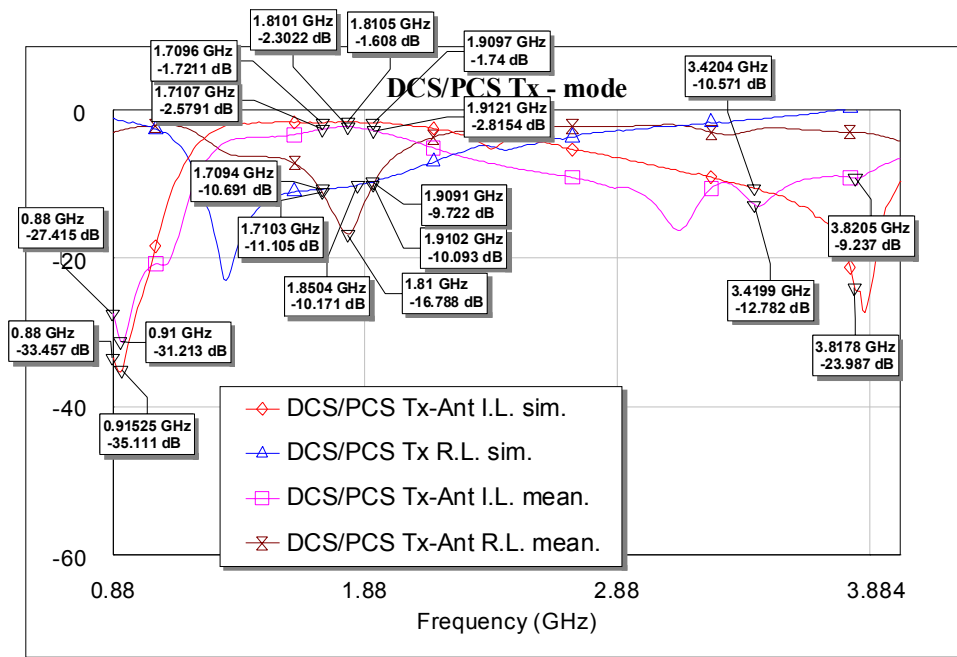 1.8101 GHz
-2.3022 dB
1.8105 GHz
-1.608 dB
1.7096 GHz
-1.7211 dB
1.9097 GHz
-1.74 dB
3.4204 GHz
-10.571 dB
DCS/PCS Tx - mode
1.7107 GHz
-2.5791 dB
1.9121 GHz
-2.8154 dB
0
1.7094 GHz
-10.691 dB
1.9091 GHz
-9.722 dB
0.88 GHz
-27.415 dB
1.7103 GHz
-11.105 dB
1.9102 GHz
-10.093 dB
3.8205 GHz
-9.237 dB
-20
1.8504 GHz
-10.171 dB
1.81 GHz
-16.788 dB
3.4199 GHz
-12.782 dB
0.88 GHz
-33.457 dB
0.91 GHz
-31.213 dB
3.8178 GHz
-23.987 dB
-40
0.91525 GHz
-35.111 dB
DCS/PCS Tx-Ant I.L. sim.
DCS/PCS Tx R.L. sim.
DCS/PCS Tx-Ant I.L. mean.
DCS/PCS Tx-Ant R.L. mean.
-60
0.88
1.88
2.88
3.884
Frequency (GHz)